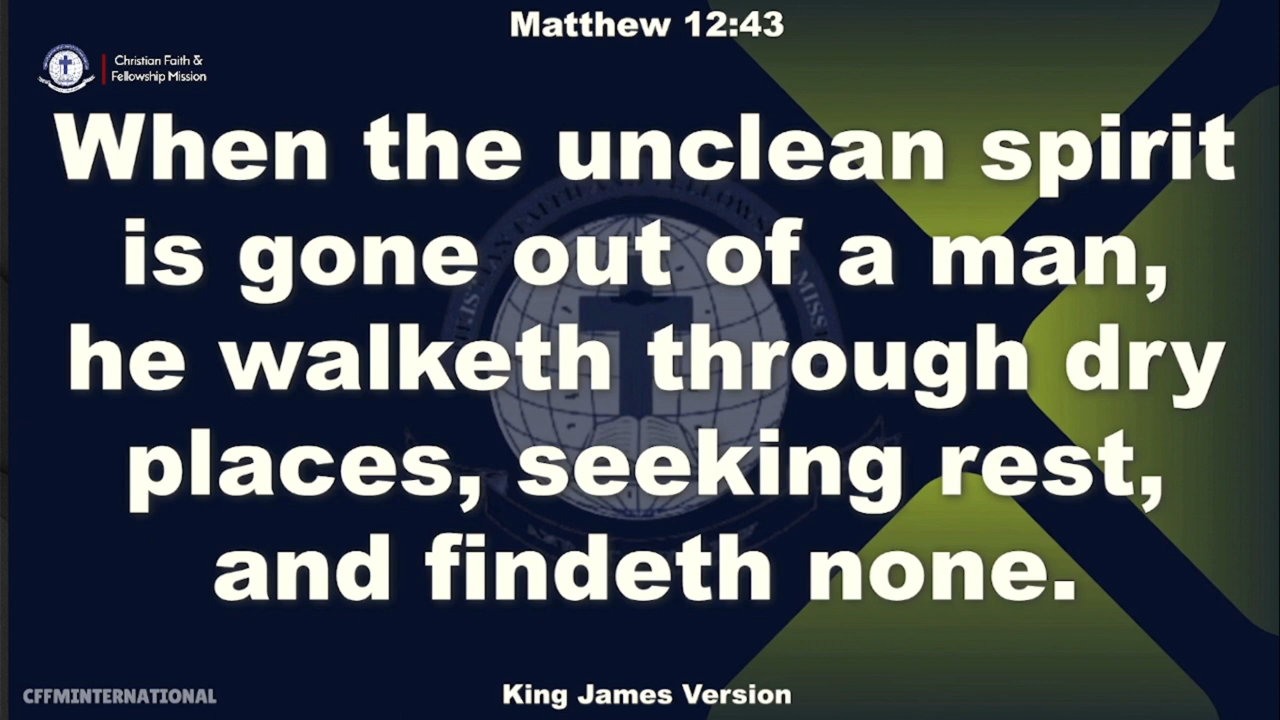 Matthew 12:43
Christian Faith &
Fellowship Mission
When the unclean spirit
is gone out of a man,
he walketh through dry
places, seeking rest,
and findeth none.
CFFMINTERNATIONAL
King James Version